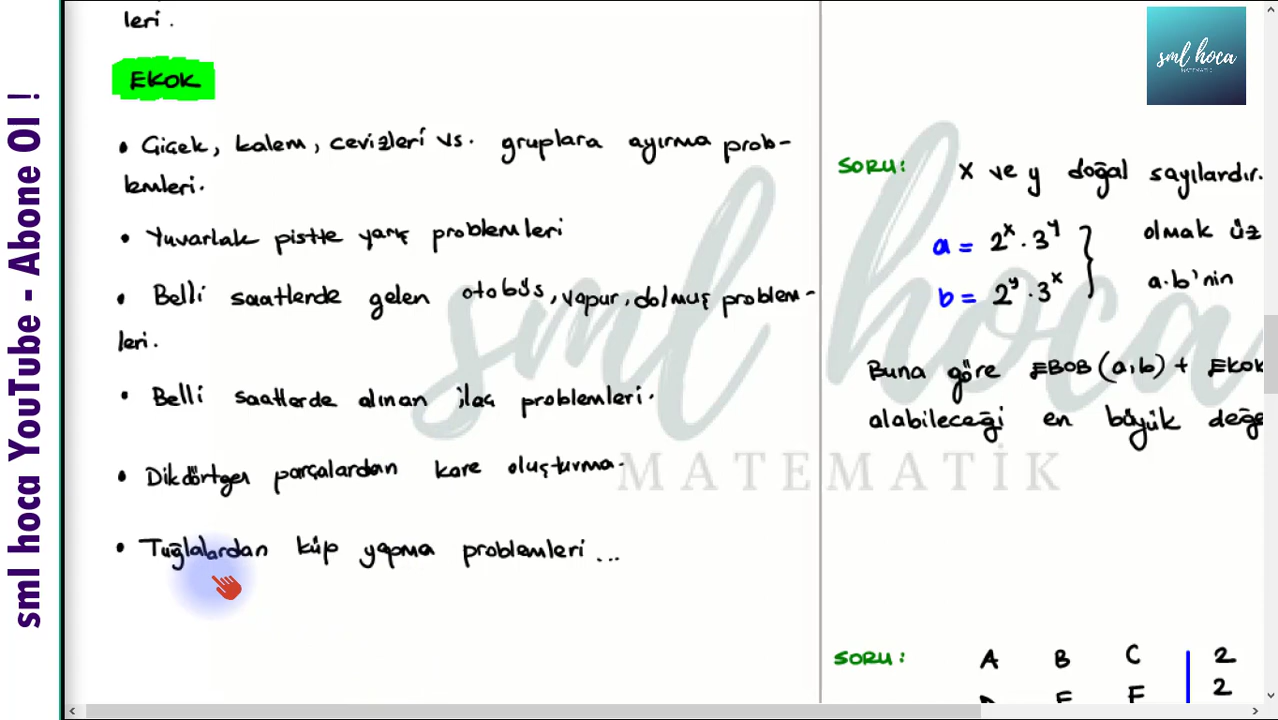 sml hoca YouTube - Abone Ol !
leri.
EKOK
• Çiçek, kalem, cevizleri vs. gruplara ayırma prob-
lemleri.
• Yuvarlak pistte yarış problemleri
• Belli saatlerde gelen otobüs, vapur, dolmuş problem-
leri.
• Belli saatlerde alınan ilaç problemleri.
• Dikdörtgen parçalardan kare oluşturma.
• Tuğlalardan küp yapma problemleri ...
sml hoca
MATEMATİK
SORU: x ve y doğal sayılardır.
a = 2^x . 3^y } olmak üz
b = 2^y . 3^x } a.b'nin
Buna göre EBOB (a,b) + EKOK
alabileceği en büyük değe
SORU: A B C | 2
2
sml hoca
MATEMATİK